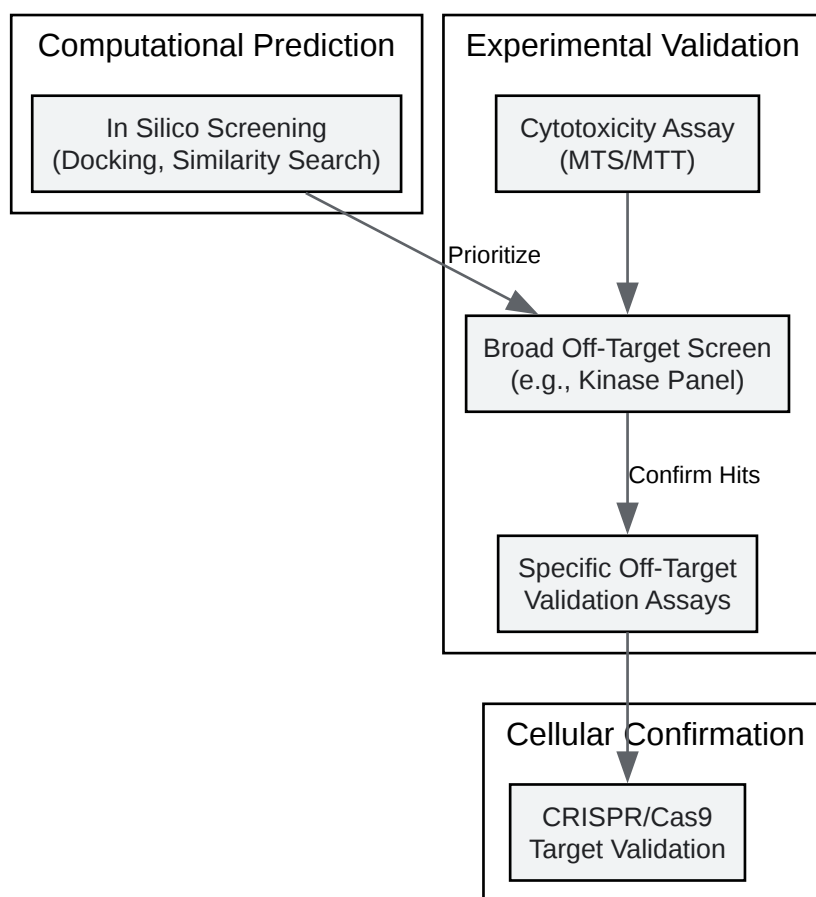 Computational Prediction
In Silico Screening
(Docking, Similarity Search)
Experimental Validation
Cytotoxicity Assay
(MTS/MTT)
Prioritize
Broad Off-Target Screen
(e.g., Kinase Panel)
Confirm Hits
Specific Off-Target
Validation Assays
Cellular Confirmation
CRISPR/Cas9
Target Validation